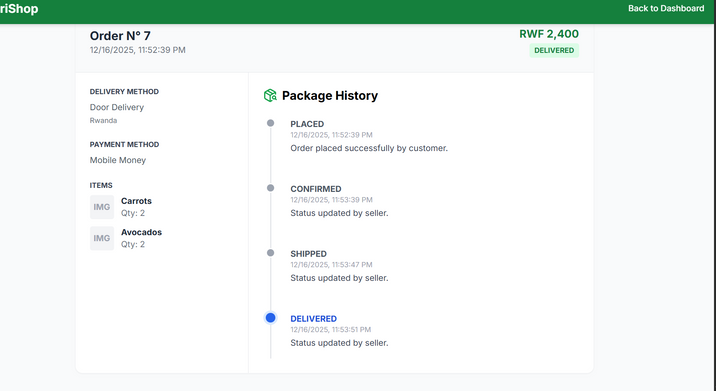 riShop
Back to Dashboard
Order N° 7
RWF 2,400
12/16/2025, 11:52:39 PM
DELIVERED
DELIVERY METHOD
Door Delivery
Rwanda
PAYMENT METHOD
Mobile Money
ITEMS
IMG
Carrots
Qty: 2
IMG
Avocados
Qty: 2
Package History
PLACED
12/16/2025, 11:52:39 PM
Order placed successfully by customer.
CONFIRMED
12/16/2025, 11:53:39 PM
Status updated by seller.
SHIPPED
12/16/2025, 11:53:47 PM
Status updated by seller.
DELIVERED
12/16/2025, 11:53:51 PM
Status updated by seller.